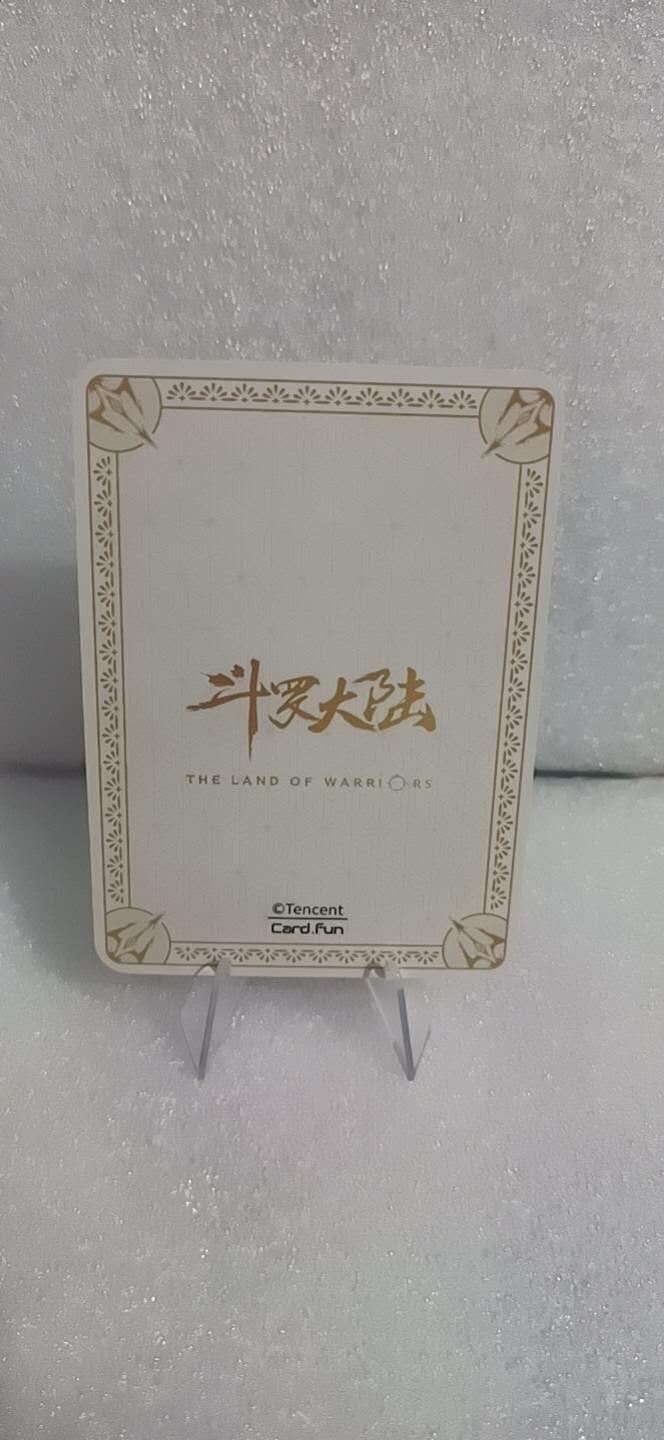 斗罗大陆
THE LAND OF WARRIORS
©Tencent
Card.Fun